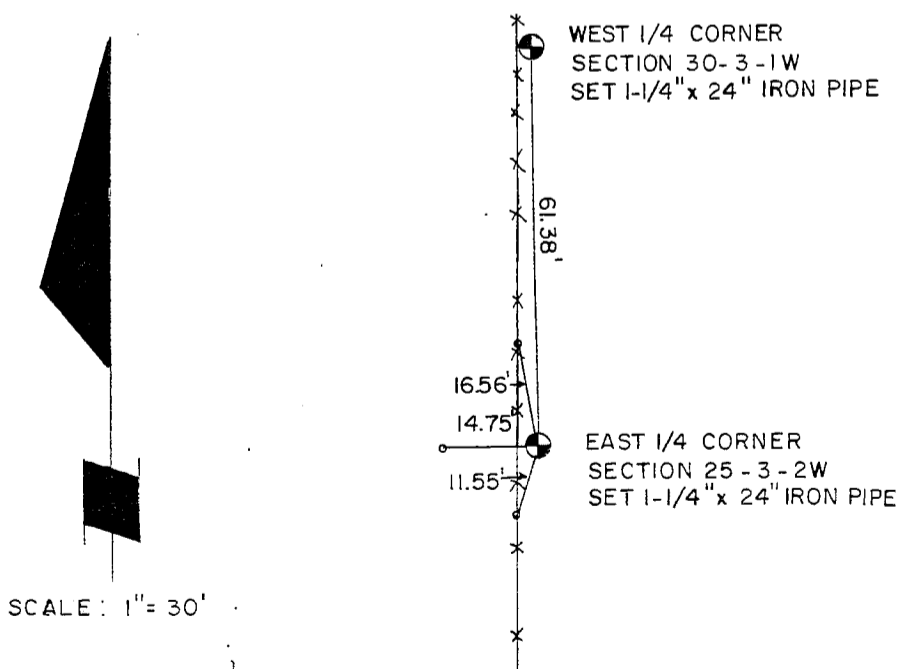 WEST 1/4 CORNER
SECTION 30-3-1W
SET 1-1/4" x 24" IRON PIPE
61.38'
16.56'
14.75'
11.55'
EAST 1/4 CORNER
SECTION 25-3-2W
SET 1-1/4" x 24" IRON PIPE
SCALE: 1"= 30'